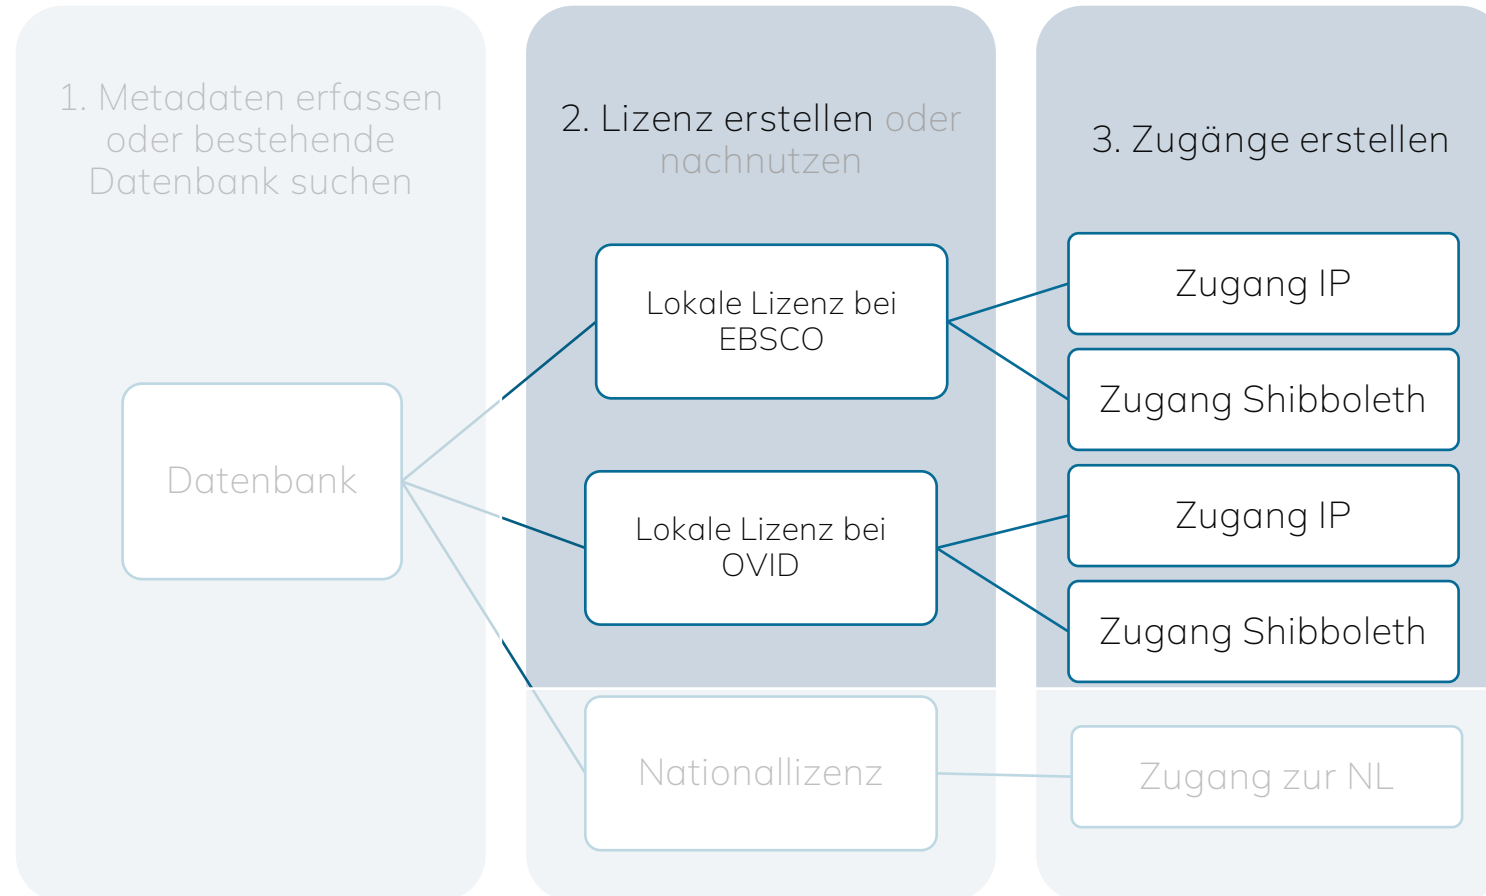 1. Metadaten erfassen
oder bestehende
Datenbank suchen
Datenbank
2. Lizenz erstellen oder
nachnutzen
Lokale Lizenz bei
EBSCO
Lokale Lizenz bei
OVID
Nationallizenz
3. Zugänge erstellen
Zugang IP
Zugang Shibboleth
Zugang IP
Zugang Shibboleth
Zugang zur NL